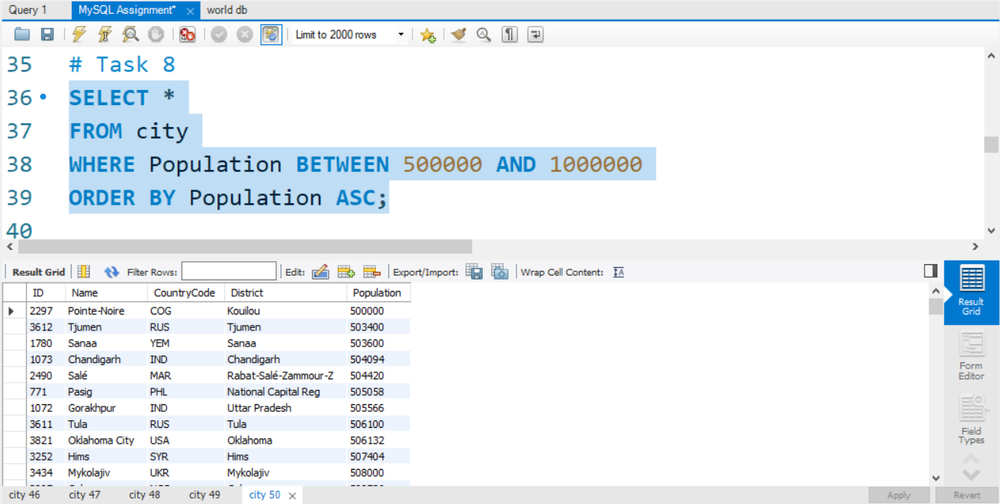 Query 1 MySQL Assignment* × world db
Limit to 2000 rows
35 # Task 8
36 SELECT *
37 FROM city
38 WHERE Population BETWEEN 500000 AND 1000000
39 ORDER BY Population ASC;
40
Result Grid Filter Rows: Edit: Export/Import: Wrap Cell Content: IA
ID Name CountryCode District Population
2297 Pointe-Noire COG Kouilou 500000
3612 Tjumen RUS Tjumen 503400
1780 Sanaa YEM Sanaa 503600
1073 Chandigarh IND Chandigarh 504094
2490 Salé MAR Rabat-Salé-Zammour-Z 504420
771 Pasig PHL National Capital Reg 505058
1072 Gorakhpur IND Uttar Pradesh 505566
3611 Tula RUS Tula 506100
3821 Oklahoma City USA Oklahoma 506132
3252 Hims SYR Hims 507404
3434 Mykolajiv UKR Mykolajiv 508000
Result
Grid
Form
Editor
Field
Types
city 46 city 47 city 48 city 49 city 50 × Apply Revert